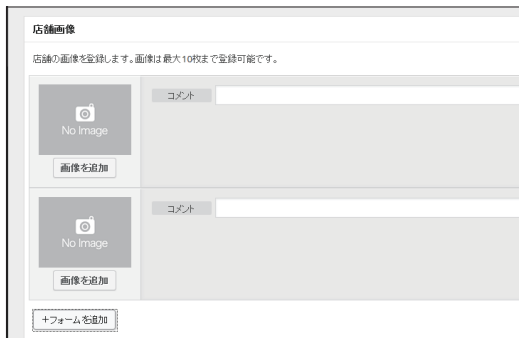 店舗画像
店舗の画像を登録します。画像は最大10枚まで登録可能です。
コメント
No Image
画像を追加
コメント
No Image
画像を追加
+フォームを追加